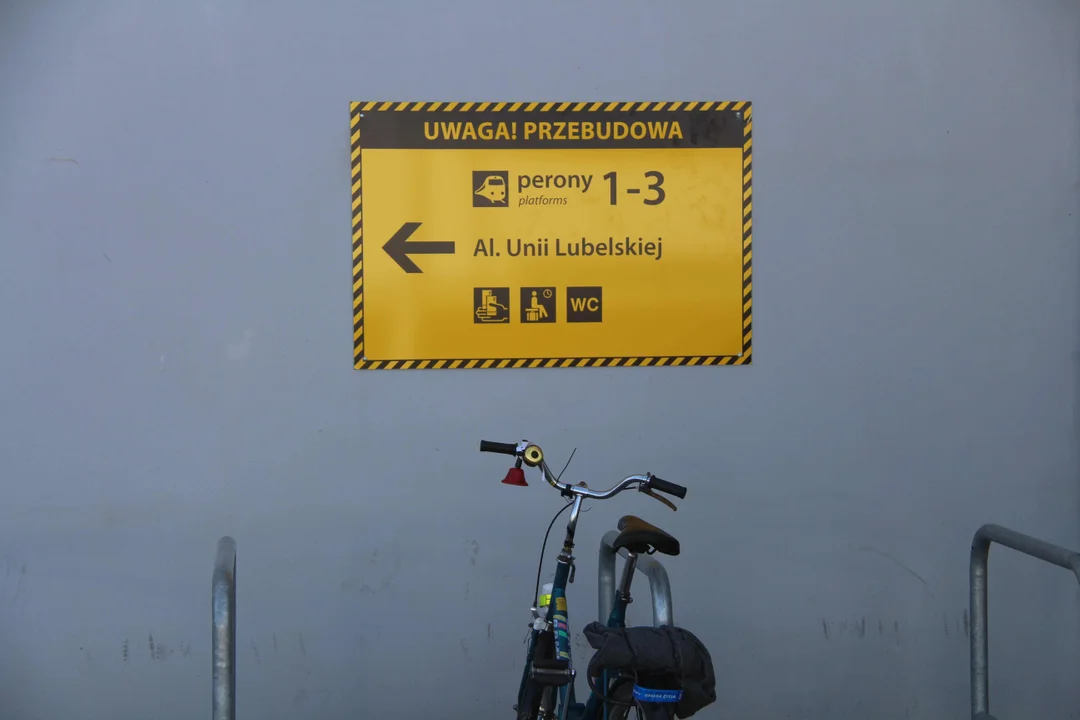 UWAGA! PRZEBUDOWA
perony 1-3
platforms
Al. Unii Lubelskiej
WC